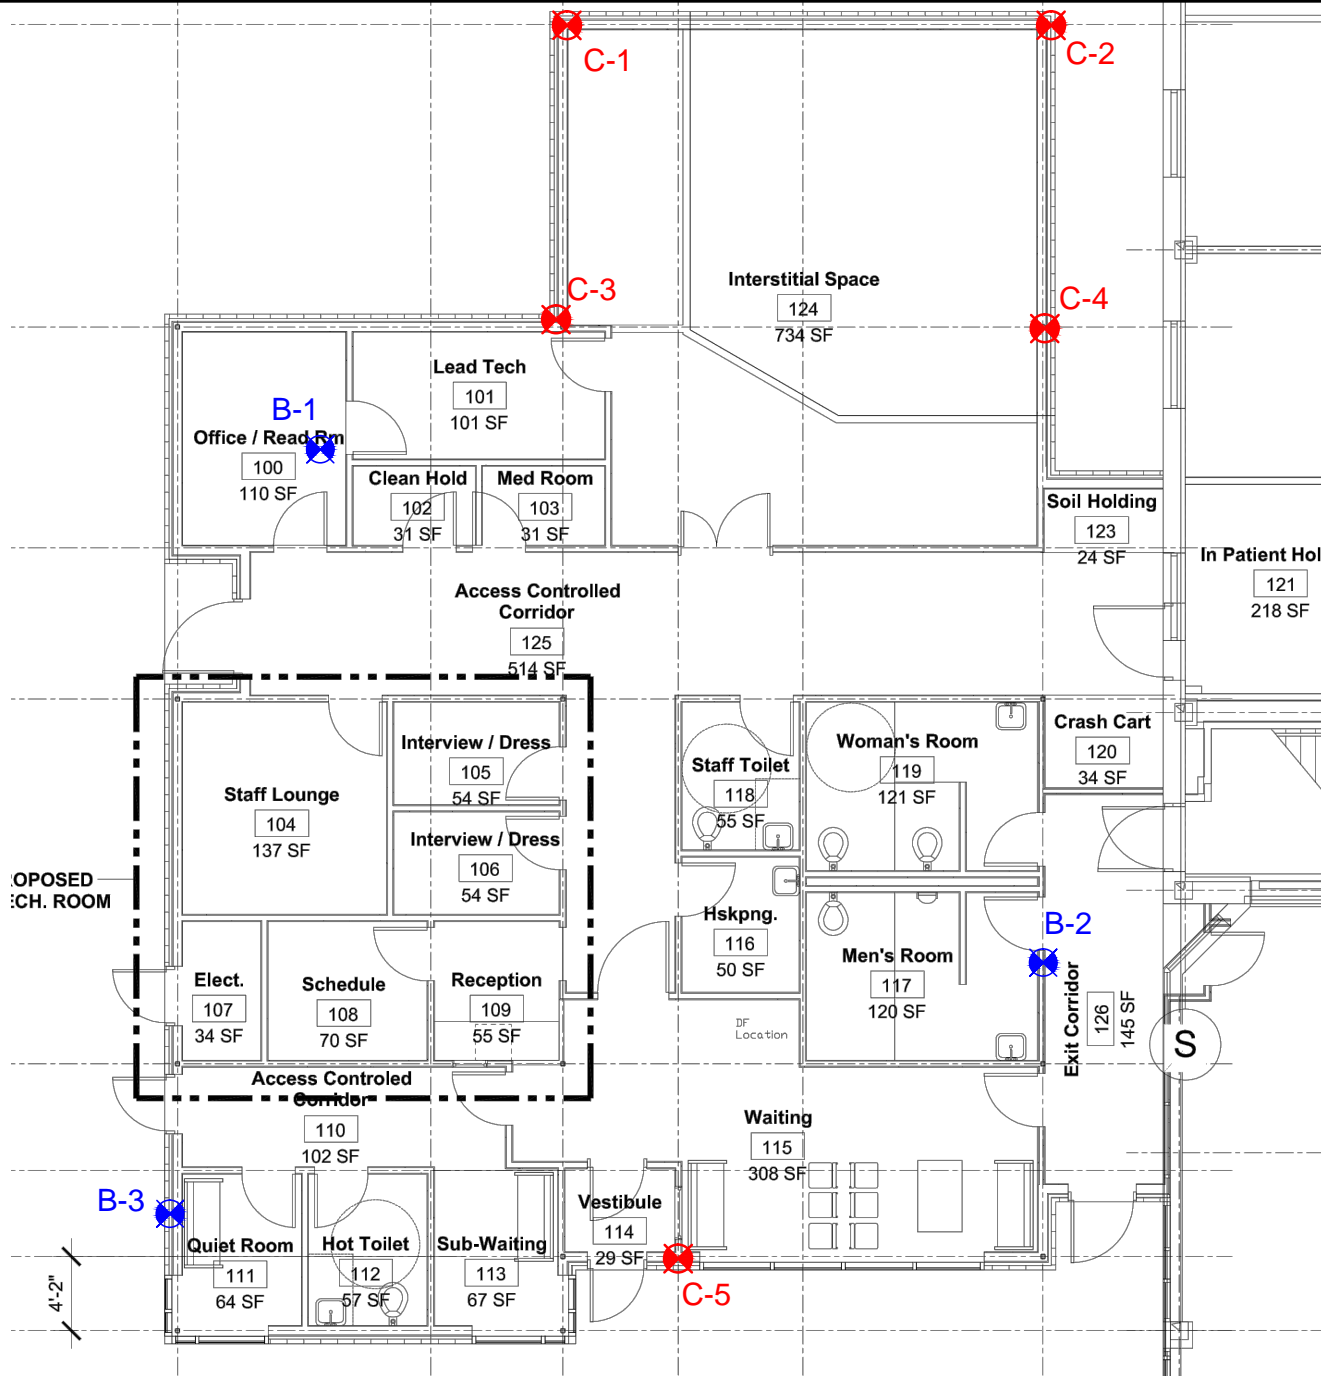 C-1
C-2
C-3
Interstitial Space
124
734 SF
C-4
Lead Tech
101
101 SF
B-1
Office / Read Rm
100
110 SF
Clean Hold
102
31 SF
Med Room
103
31 SF
Soil Holding
123
24 SF
In Patient Hol
121
218 SF
Access Controlled
Corridor
125
514 SF
Interview / Dress
105
54 SF
Staff Lounge
104
137 SF
Interview / Dress
106
54 SF
Staff Toilet
118
55 SF
Woman's Room
119
121 SF
Crash Cart
120
34 SF
OPOSED
ECH. ROOM
Hskpng.
116
50 SF
Men's Room
117
120 SF
B-2
Elect.
107
34 SF
Schedule
108
70 SF
Reception
109
55 SF
DF
Location
Exit Corridor
126
145 SF
S
Access Controled
Corridor
110
102 SF
Waiting
115
308 SF
B-3
Quiet Room
111
64 SF
Hot Toilet
112
57 SF
Sub-Waiting
113
67 SF
Vestibule
114
29 SF
C-5
4'-2"